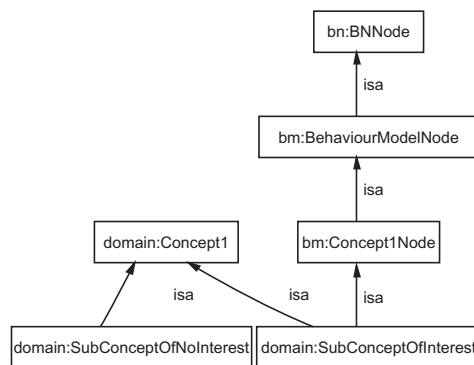 bn:BNNode
isa
bm:BehaviourModelNode
isa
domain:Concept1
bm:Concept1Node
isa
isa
isa
domain:SubConceptOfNoInterest
domain:SubConceptOfInterest